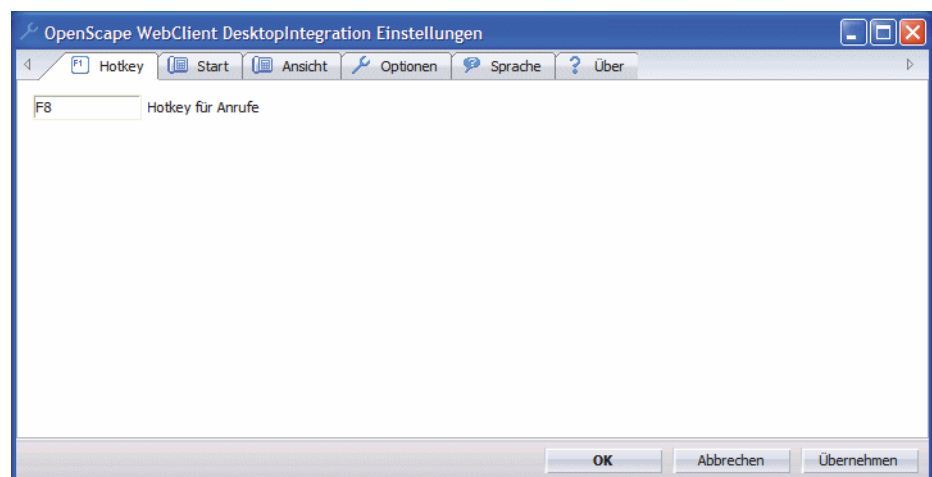 OpenScape WebClient DesktopIntegration Einstellungen
F1 Hotkey Start Ansicht Optionen Sprache ? Über
F8 Hotkey für Anrufe
OK Abbrechen Übernehmen